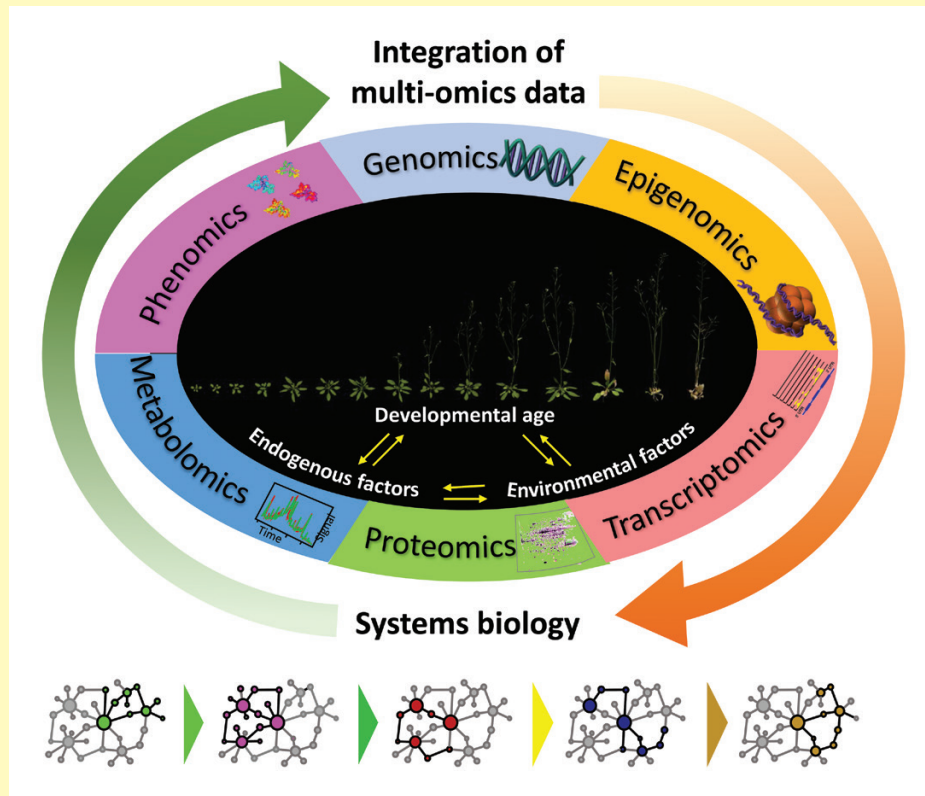 Integration of
multi-omics data
Genomics
Epigenomics
Phenomics
Metabolomics
Transcriptomics
Proteomics
Developmental age
Endogenous factors
Environmental factors
Time
Signal
Systems biology